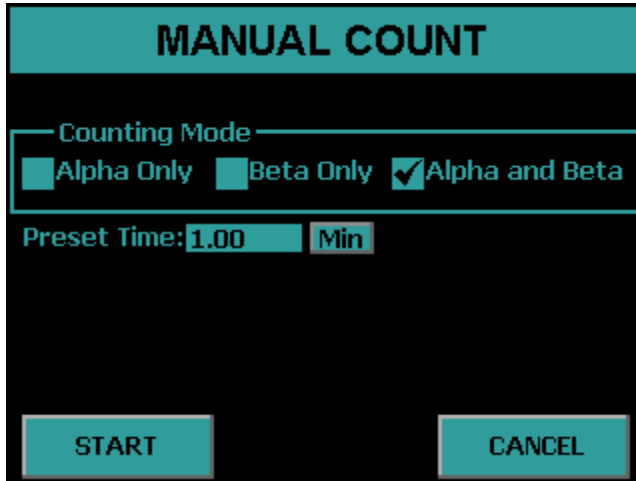 MANUAL COUNT
Counting Mode
Alpha Only Beta Only Alpha and Beta
Preset Time: 1.00 Min
START CANCEL